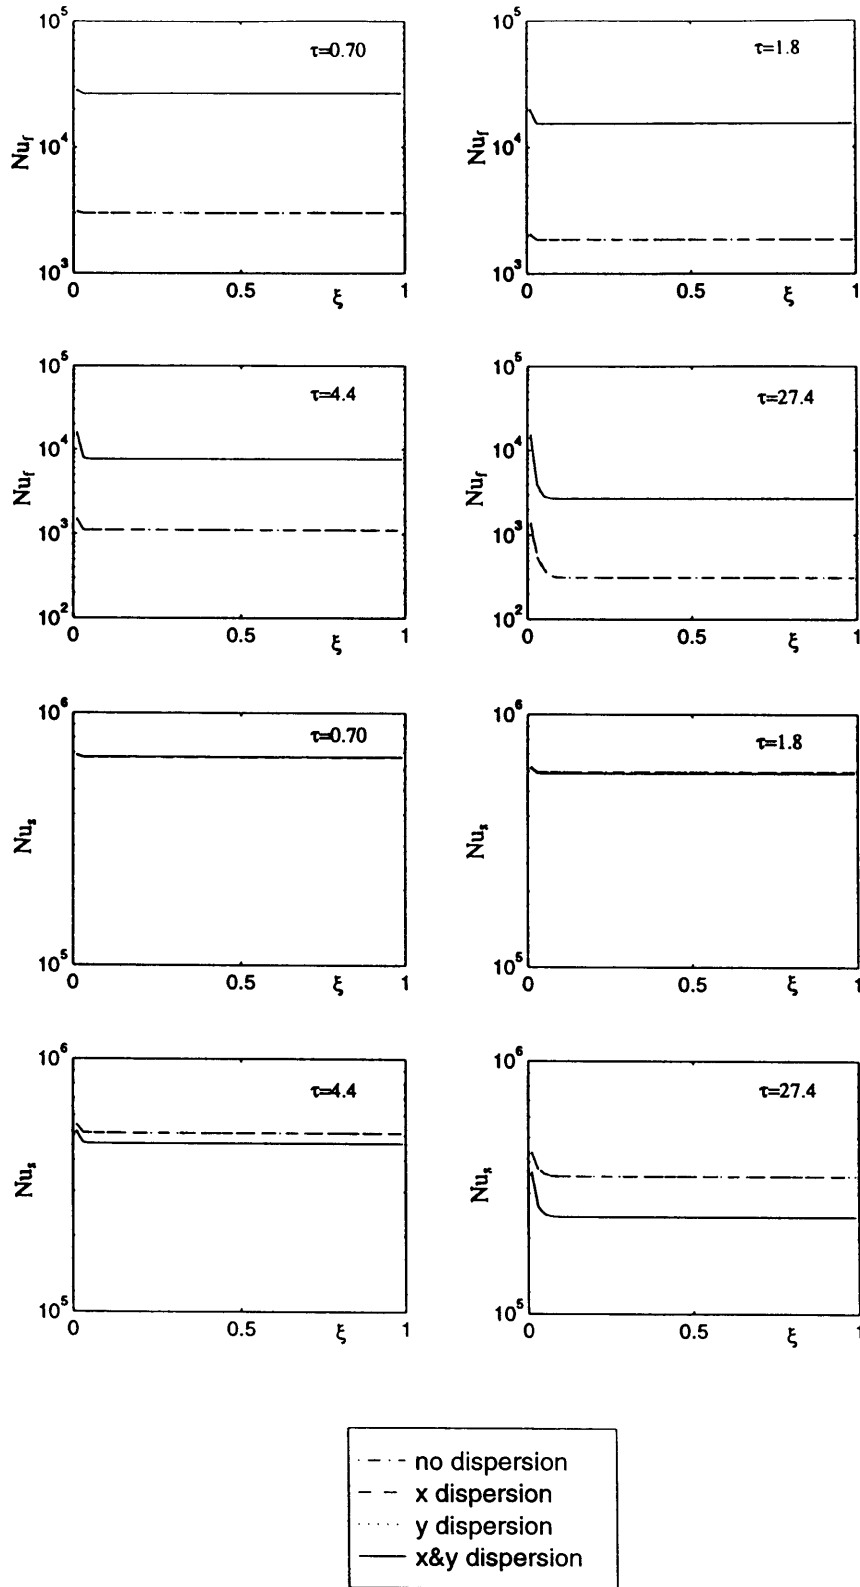 10^5
τ=0.70
Nu_f
10^4
10^3
0
0.5
ξ
1
10^5
τ=1.8
Nu_f
10^4
10^3
0
0.5
ξ
1
10^5
τ=4.4
10^4
Nu_f
10^3
10^2
0
0.5
ξ
1
10^5
τ=27.4
10^4
Nu_f
10^3
10^2
0
0.5
ξ
1
10^6
τ=0.70
Nu_s
10^5
0
0.5
ξ
1
10^6
τ=1.8
Nu_s
10^5
0
0.5
ξ
1
10^6
τ=4.4
Nu_s
10^5
0
0.5
ξ
1
10^6
τ=27.4
Nu_s
10^5
0
0.5
ξ
1
no dispersion
x dispersion
y dispersion
x&y dispersion